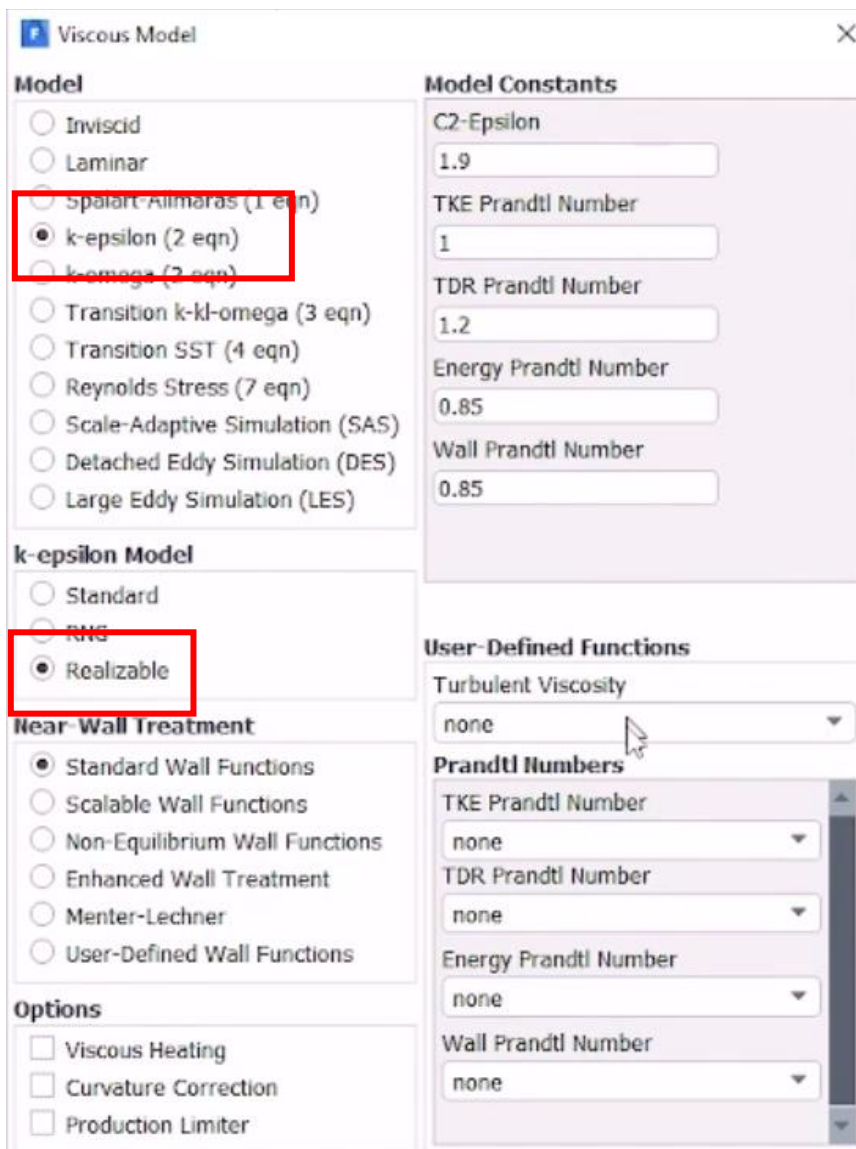 Viscous Model
Model
Inviscid
Laminar
Spalart-Allmaras (1 eqn)
k-epsilon (2 eqn)
k-omega (2 eqn)
Transition k-kl-omega (3 eqn)
Transition SST (4 eqn)
Reynolds Stress (7 eqn)
Scale-Adaptive Simulation (SAS)
Detached Eddy Simulation (DES)
Large Eddy Simulation (LES)
k-epsilon Model
Standard
RNG
Realizable
Near-Wall Treatment
Standard Wall Functions
Scalable Wall Functions
Non-Equilibrium Wall Functions
Enhanced Wall Treatment
Menter-Lechner
User-Defined Wall Functions
Options
Viscous Heating
Curvature Correction
Production Limiter
Model Constants
C2-Epsilon
1.9
TKE Prandtl Number
1
TDR Prandtl Number
1.2
Energy Prandtl Number
0.85
Wall Prandtl Number
0.85
User-Defined Functions
Turbulent Viscosity
none
Prandtl Numbers
TKE Prandtl Number
none
TDR Prandtl Number
none
Energy Prandtl Number
none
Wall Prandtl Number
none